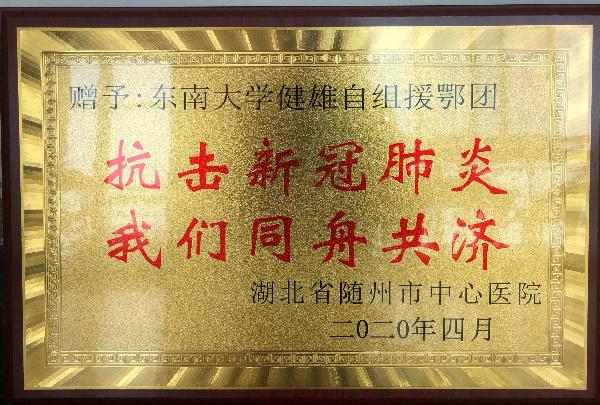 赠予:东南大学健雄自组援鄂团
抗击新冠肺炎
我们同舟共济
湖北省随州市中心医院
二〇二〇年四月